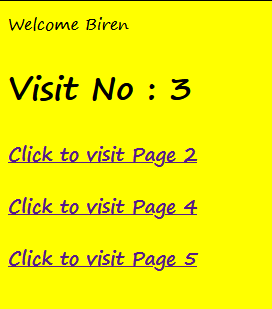 Welcome Biren
Visit No : 3
Click to visit Page 2
Click to visit Page 4
Click to visit Page 5